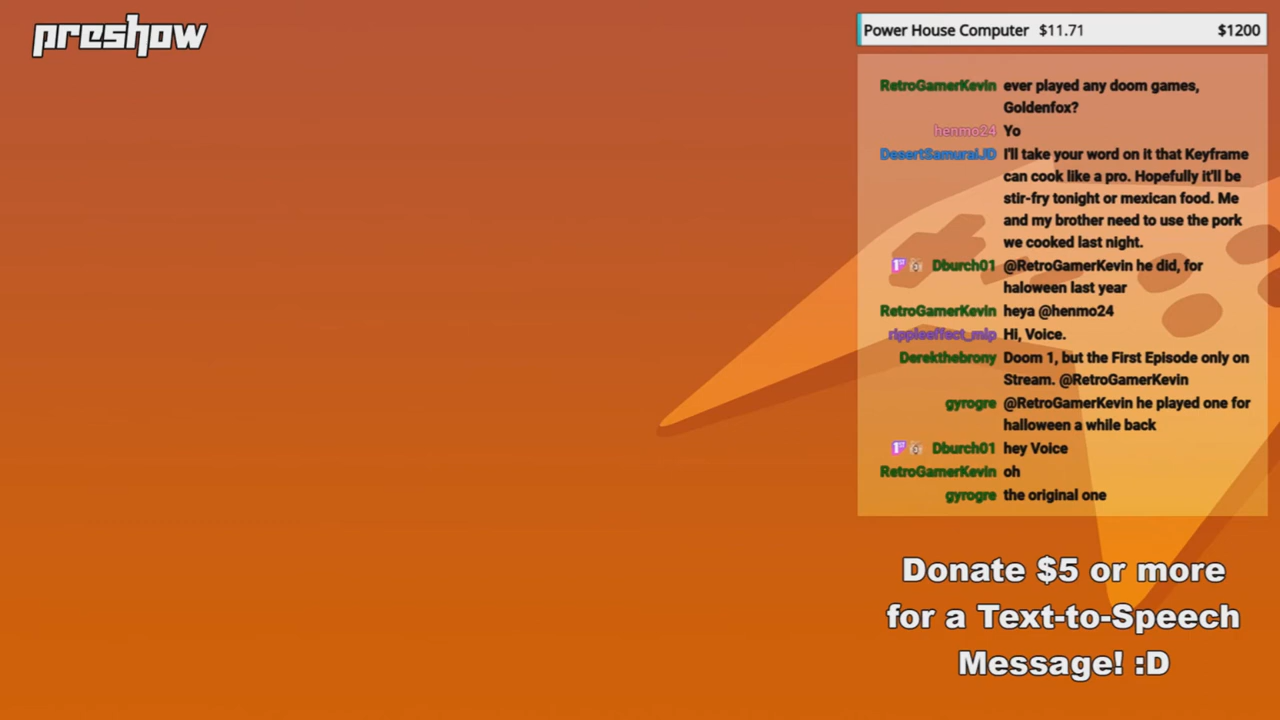 preshow
Power House Computer $11.71 $1200
RetroGamerKevin ever played any doom games,
Goldenfox?
henmo24 Yo
DesertSamuraiJD I'll take your word on it that Keyframe
can cook like a pro. Hopefully it'll be
stir-fry tonight or mexican food. Me
and my brother need to use the pork
we cooked last night.
Dburch01 @RetroGamerKevin he did, for
haloween last year
RetroGamerKevin heya @henmo24
rippleeffect_mlp Hi, Voice.
Derekthebrony Doom 1, but the First Episode only on
Stream. @RetroGamerKevin
gyrogre @RetroGamerKevin he played one for
halloween a while back
Dburch01 hey Voice
RetroGamerKevin oh
gyrogre the original one
Donate $5 or more
for a Text-to-Speech
Message! :D